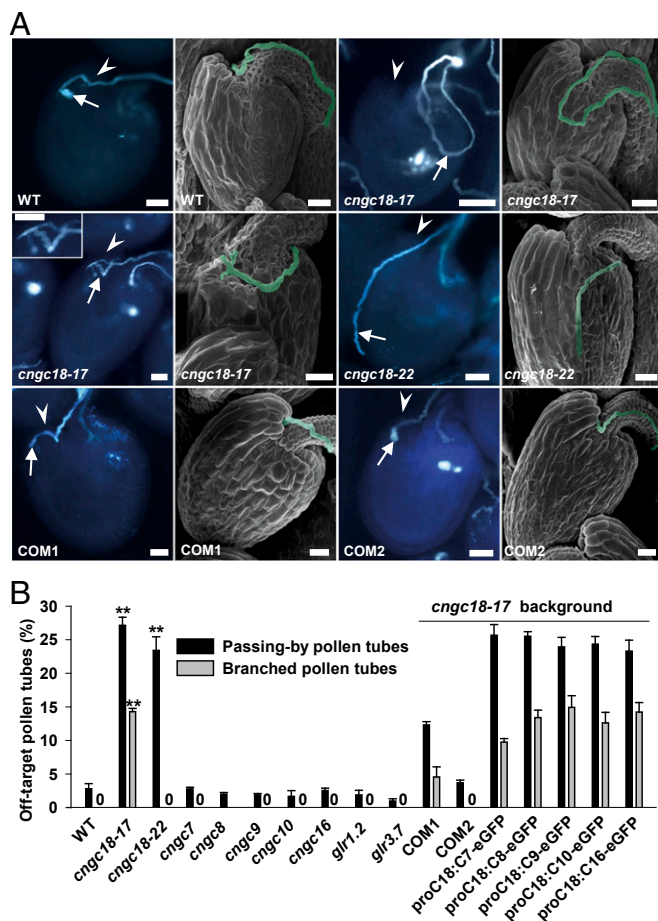 A
WT
WT
cngc18-17
cngc18-17
cngc18-17
cngc18-17
cngc18-22
cngc18-22
COM1
COM1
COM2
COM2
B
cngc18-17 background
Off-target pollen tubes (%)
30
25
20
15
10
5
0
Passing-by pollen tubes
Branched pollen tubes
**
**
**
0 0 0 0 0 0 0 0 0 0
WT
cngc18-17
cngc18-22
cngc7
cngc8
cngc9
cngc10
cngc16
glr1.2
glr3.7
COM1
COM2
proC18:C7-eGFP
proC18:C8-eGFP
proC18:C9-eGFP
proC18:C10-eGFP
proC18:C16-eGFP